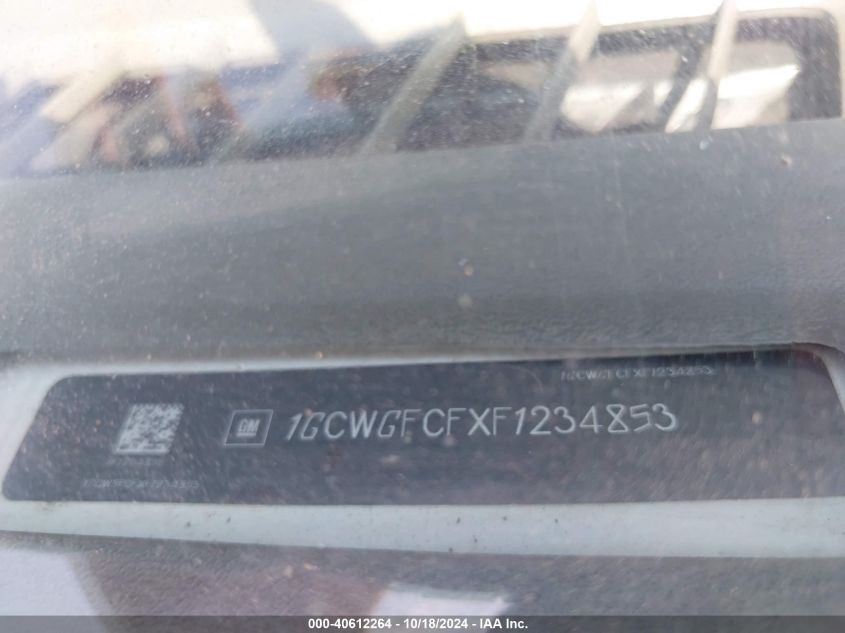 1GCWGFCFXF1234853
GM 1GCWGFCFXF1234853
000-40612264 - 10/18/2024 - IAA Inc.